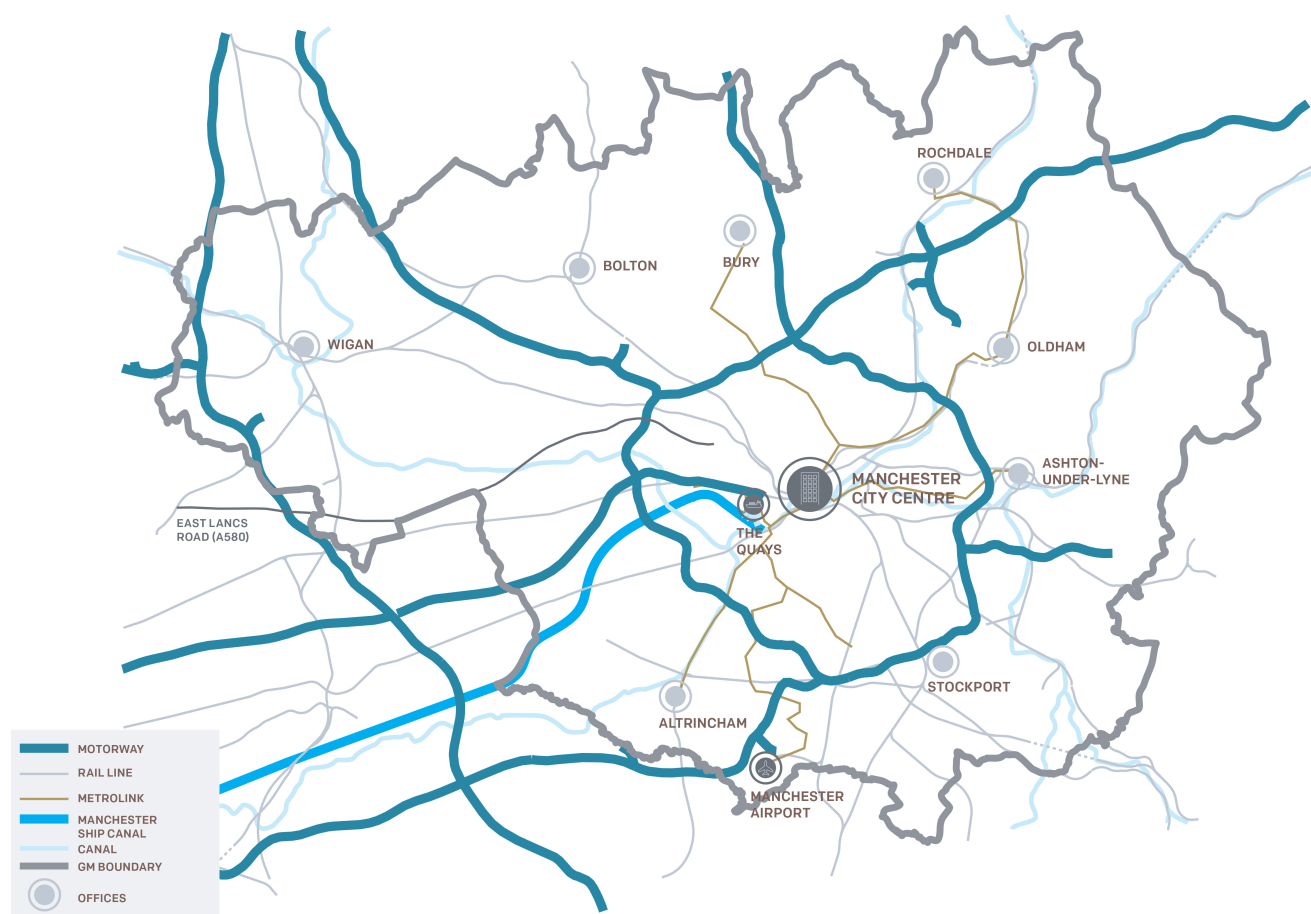 ROCHDALE
BURY
BOLTON
WIGAN
OLDHAM
ASHTON-
UNDER-LYNE
MANCHESTER
CITY CENTRE
EAST LANCS
ROAD (A580)
THE
QUAYS
STOCKPORT
ALTRINCHAM
MANCHESTER
AIRPORT
MOTORWAY
RAIL LINE
METROLINK
MANCHESTER
SHIP CANAL
CANAL
GM BOUNDARY
OFFICES